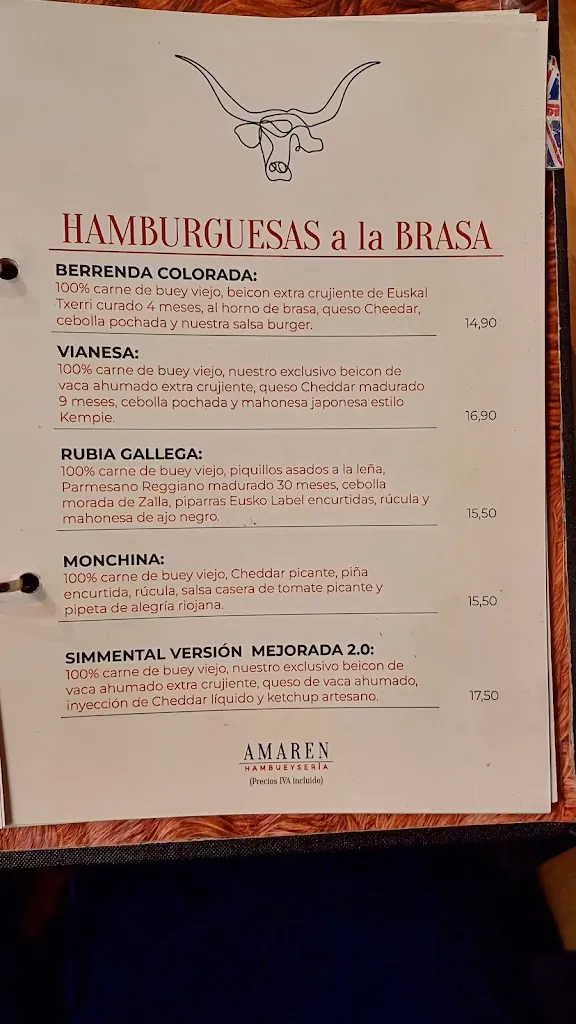 HAMBURGUESAS a la BRASA
BERRENDA COLORADA:
100% carne de buey viejo, beicon extra crujiente de Euskal
Txerri curado 4 meses, al horno de brasa, queso Cheedar,
cebolla pochada y nuestra salsa burger.
14,90
VIANESA:
100% carne de buey viejo, nuestro exclusivo beicon de
vaca ahumado extra crujiente, queso Cheddar madurado
9 meses, cebolla pochada y mahonesa japonesa estilo
Kempie.
16,90
RUBIA GALLEGA:
100% carne de buey viejo, piquillos asados a la leña,
Parmesano Reggiano madurado 30 meses, cebolla
morada de Zalla, piparras Eusko Label encurtidas, rúcula y
mahonesa de ajo negro.
15,50
MONCHINA:
100% carne de buey viejo, Cheddar picante, piña
encurtida, rúcula, salsa casera de tomate picante y
pipeta de alegría riojana.
15,50
SIMMENTAL VERSIÓN MEJORADA 2.0:
100% carne de buey viejo, nuestro exclusivo beicon de
vaca ahumado extra crujiente, queso de vaca ahumado,
inyección de Cheddar líquido y ketchup artesano.
17,50
AMAREN
HAMBUEYSERÍA
(Precios IVA incluido)